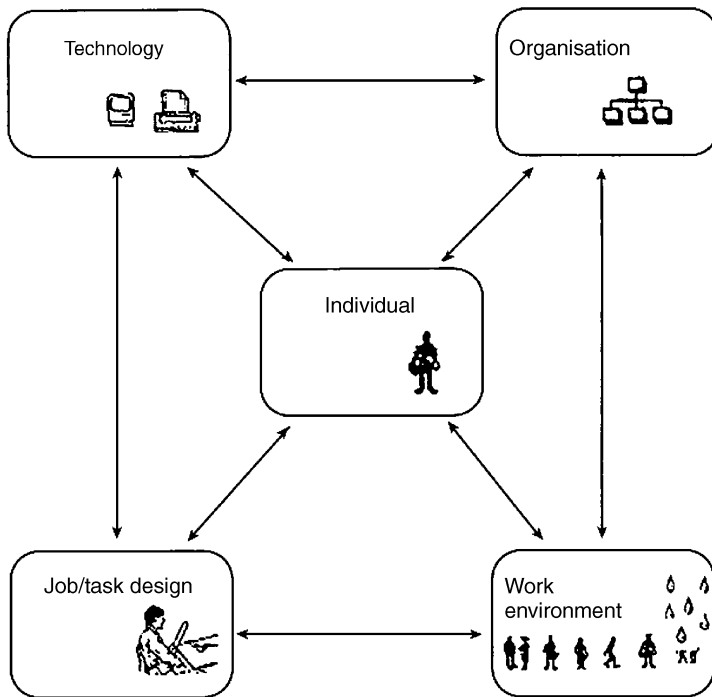 Technology
Organisation
Individual
Job/task design
Work
environment